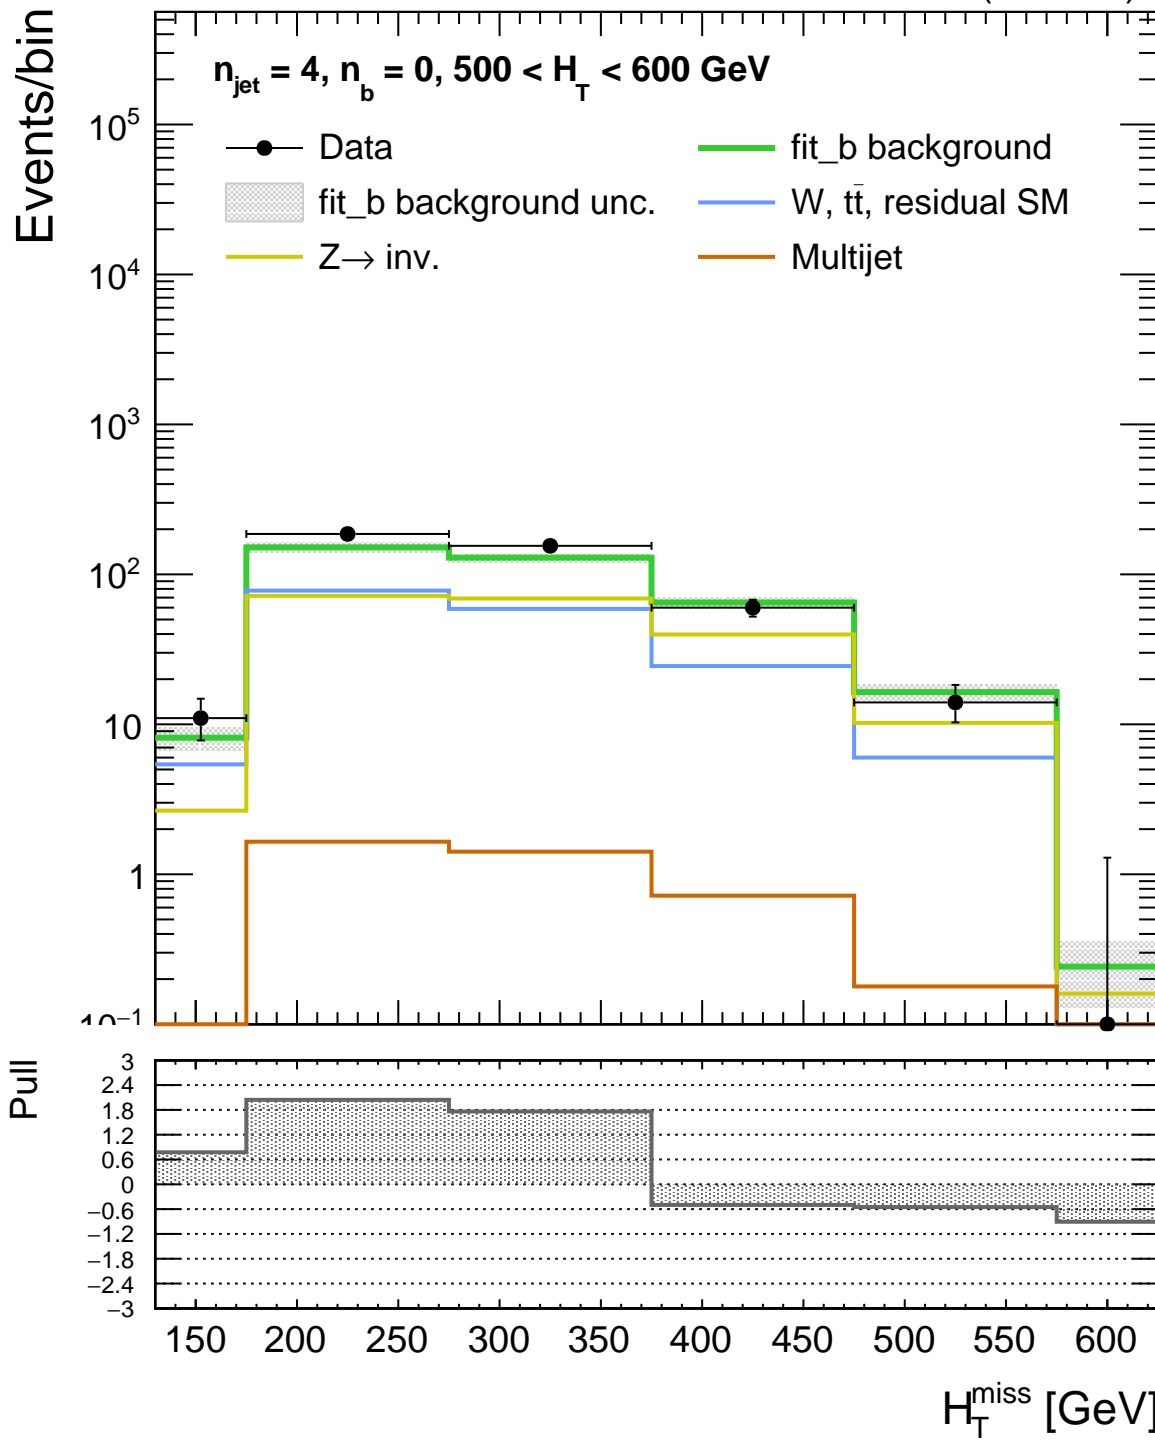 n_jet = 4, n_b = 0, 500 < H_T < 600 GeV
Data
fit_b background
fit_b background unc.
W, tt̄, residual SM
Z→ inv.
Multijet
Events/bin
10^5
10^4
10^3
10^2
10
1
10^−1
Pull
3
2.4
1.8
1.2
0.6
0
−0.6
−1.2
−1.8
−2.4
−3
150 200 250 300 350 400 450 500 550 600
H_T^miss [GeV]